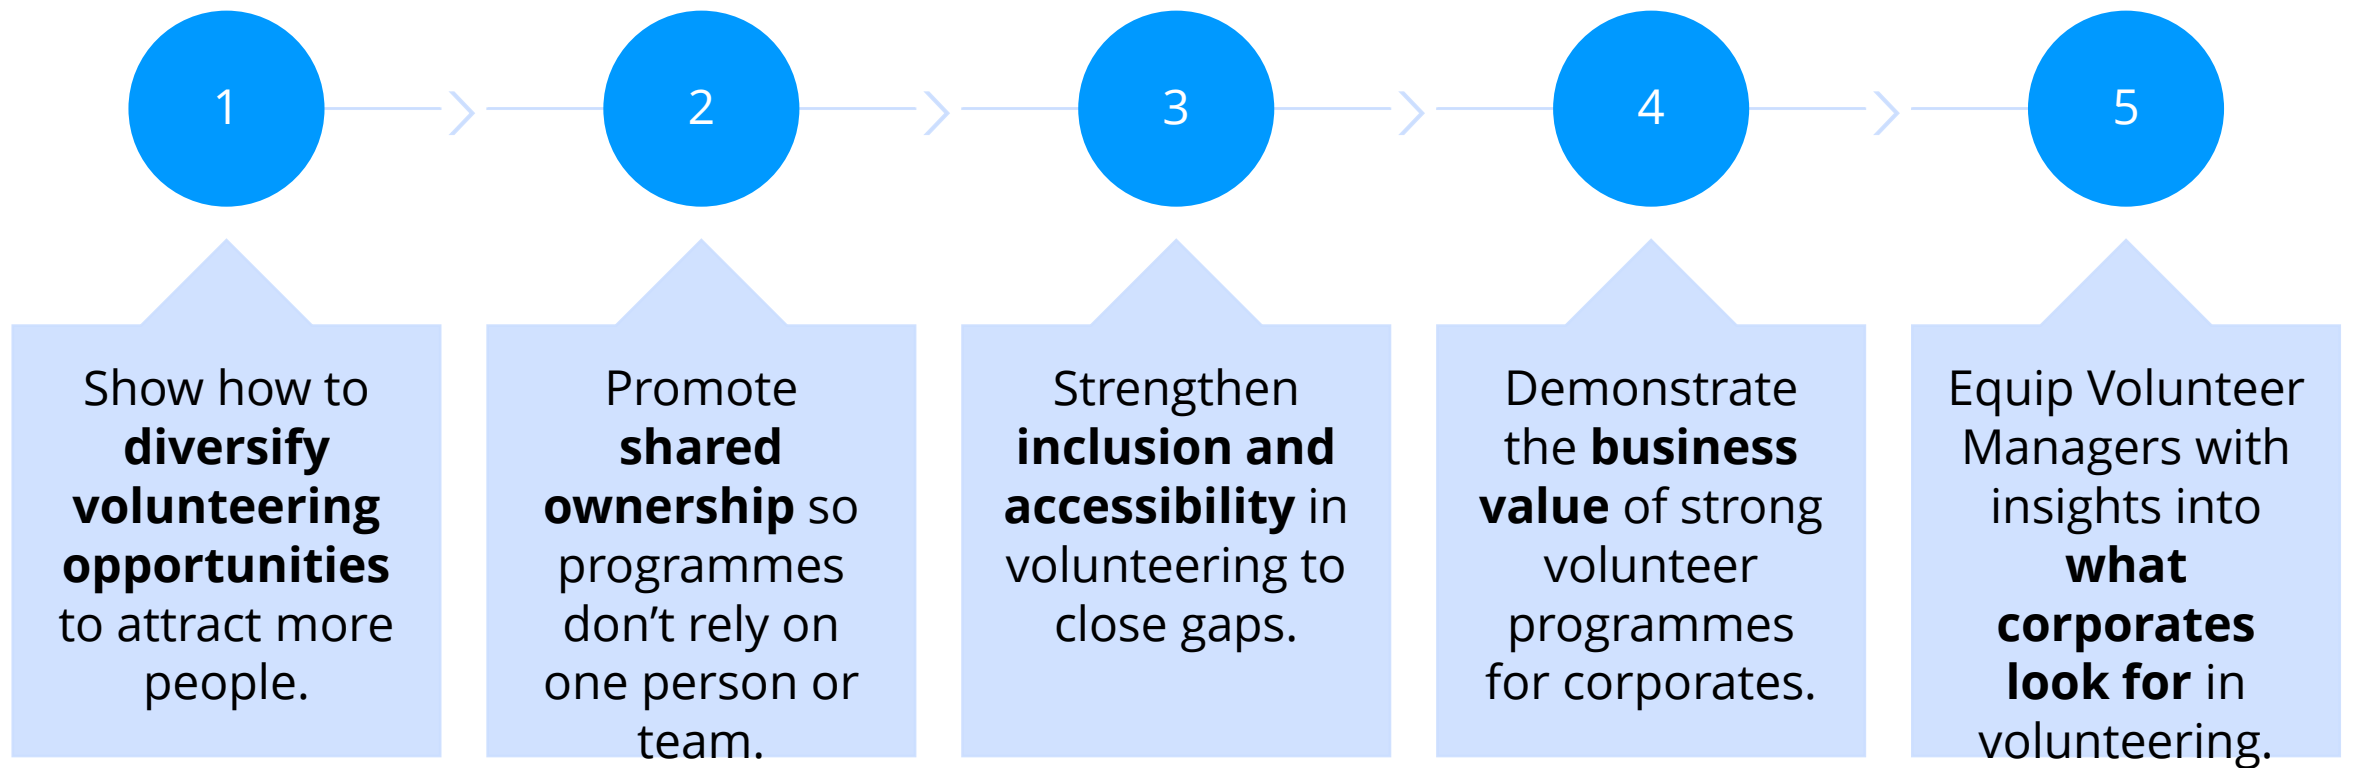 1
2
3
4
5
Show how to
diversify
volunteering
opportunities
to attract more
people.
Promote
shared
ownership so
programmes
don’t rely on
one person or
team.
Strengthen
inclusion and
accessibility in
volunteering to
close gaps.
Demonstrate
the business
value of strong
volunteer
programmes
for corporates.
Equip Volunteer
Managers with
insights into
what
corporates
look for in
volunteering.